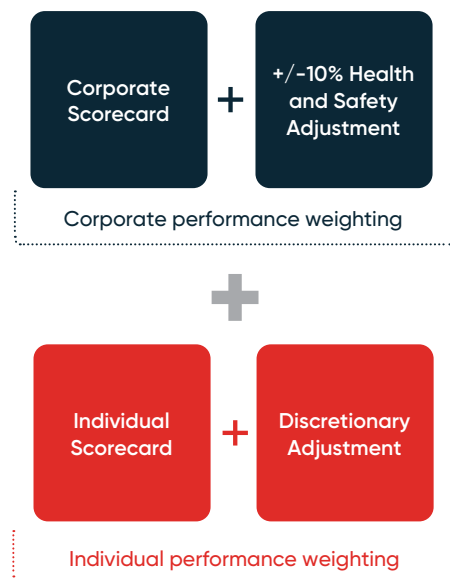 Corporate
Scorecard
+
+/-10% Health
and Safety
Adjustment
Corporate performance weighting
+
Individual
Scorecard
+
Discretionary
Adjustment
Individual performance weighting